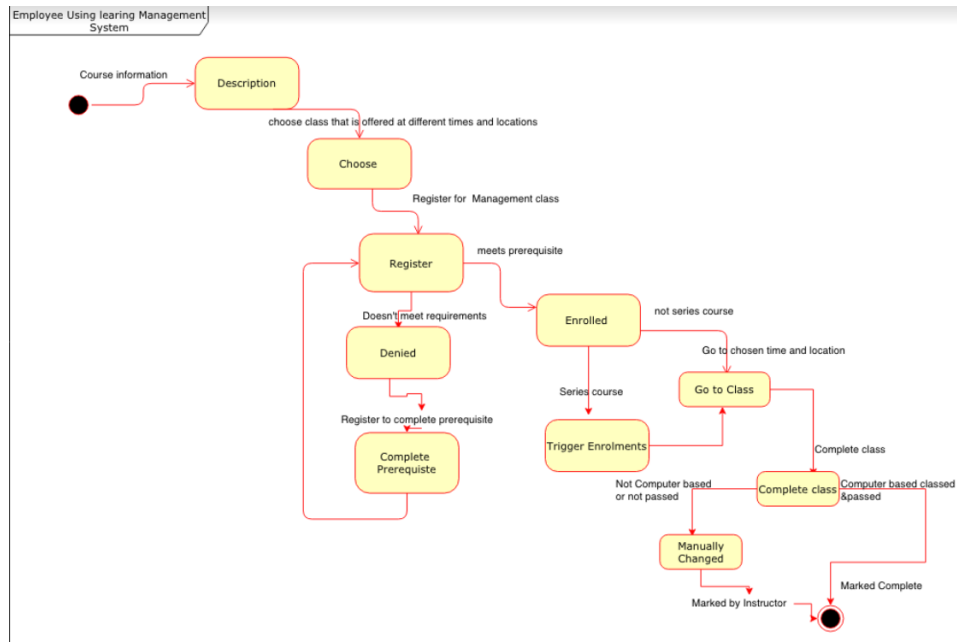 Employee Using learing Management
System
Course information
Description
choose class that is offered at different times and locations
Choose
Register for Management class
Register
meets prerequisite
Doesn't meet requirements
Enrolled
not series course
Denied
Go to chosen time and location
Series course
Go to Class
Register to complete prerequisite
Trigger Enrolments
Complete
Prerequiste
Complete class
Not Computer based
or not passed
Complete class
Computer based classed
&passed
Manually
Changed
Marked Complete
Marked by Instructor